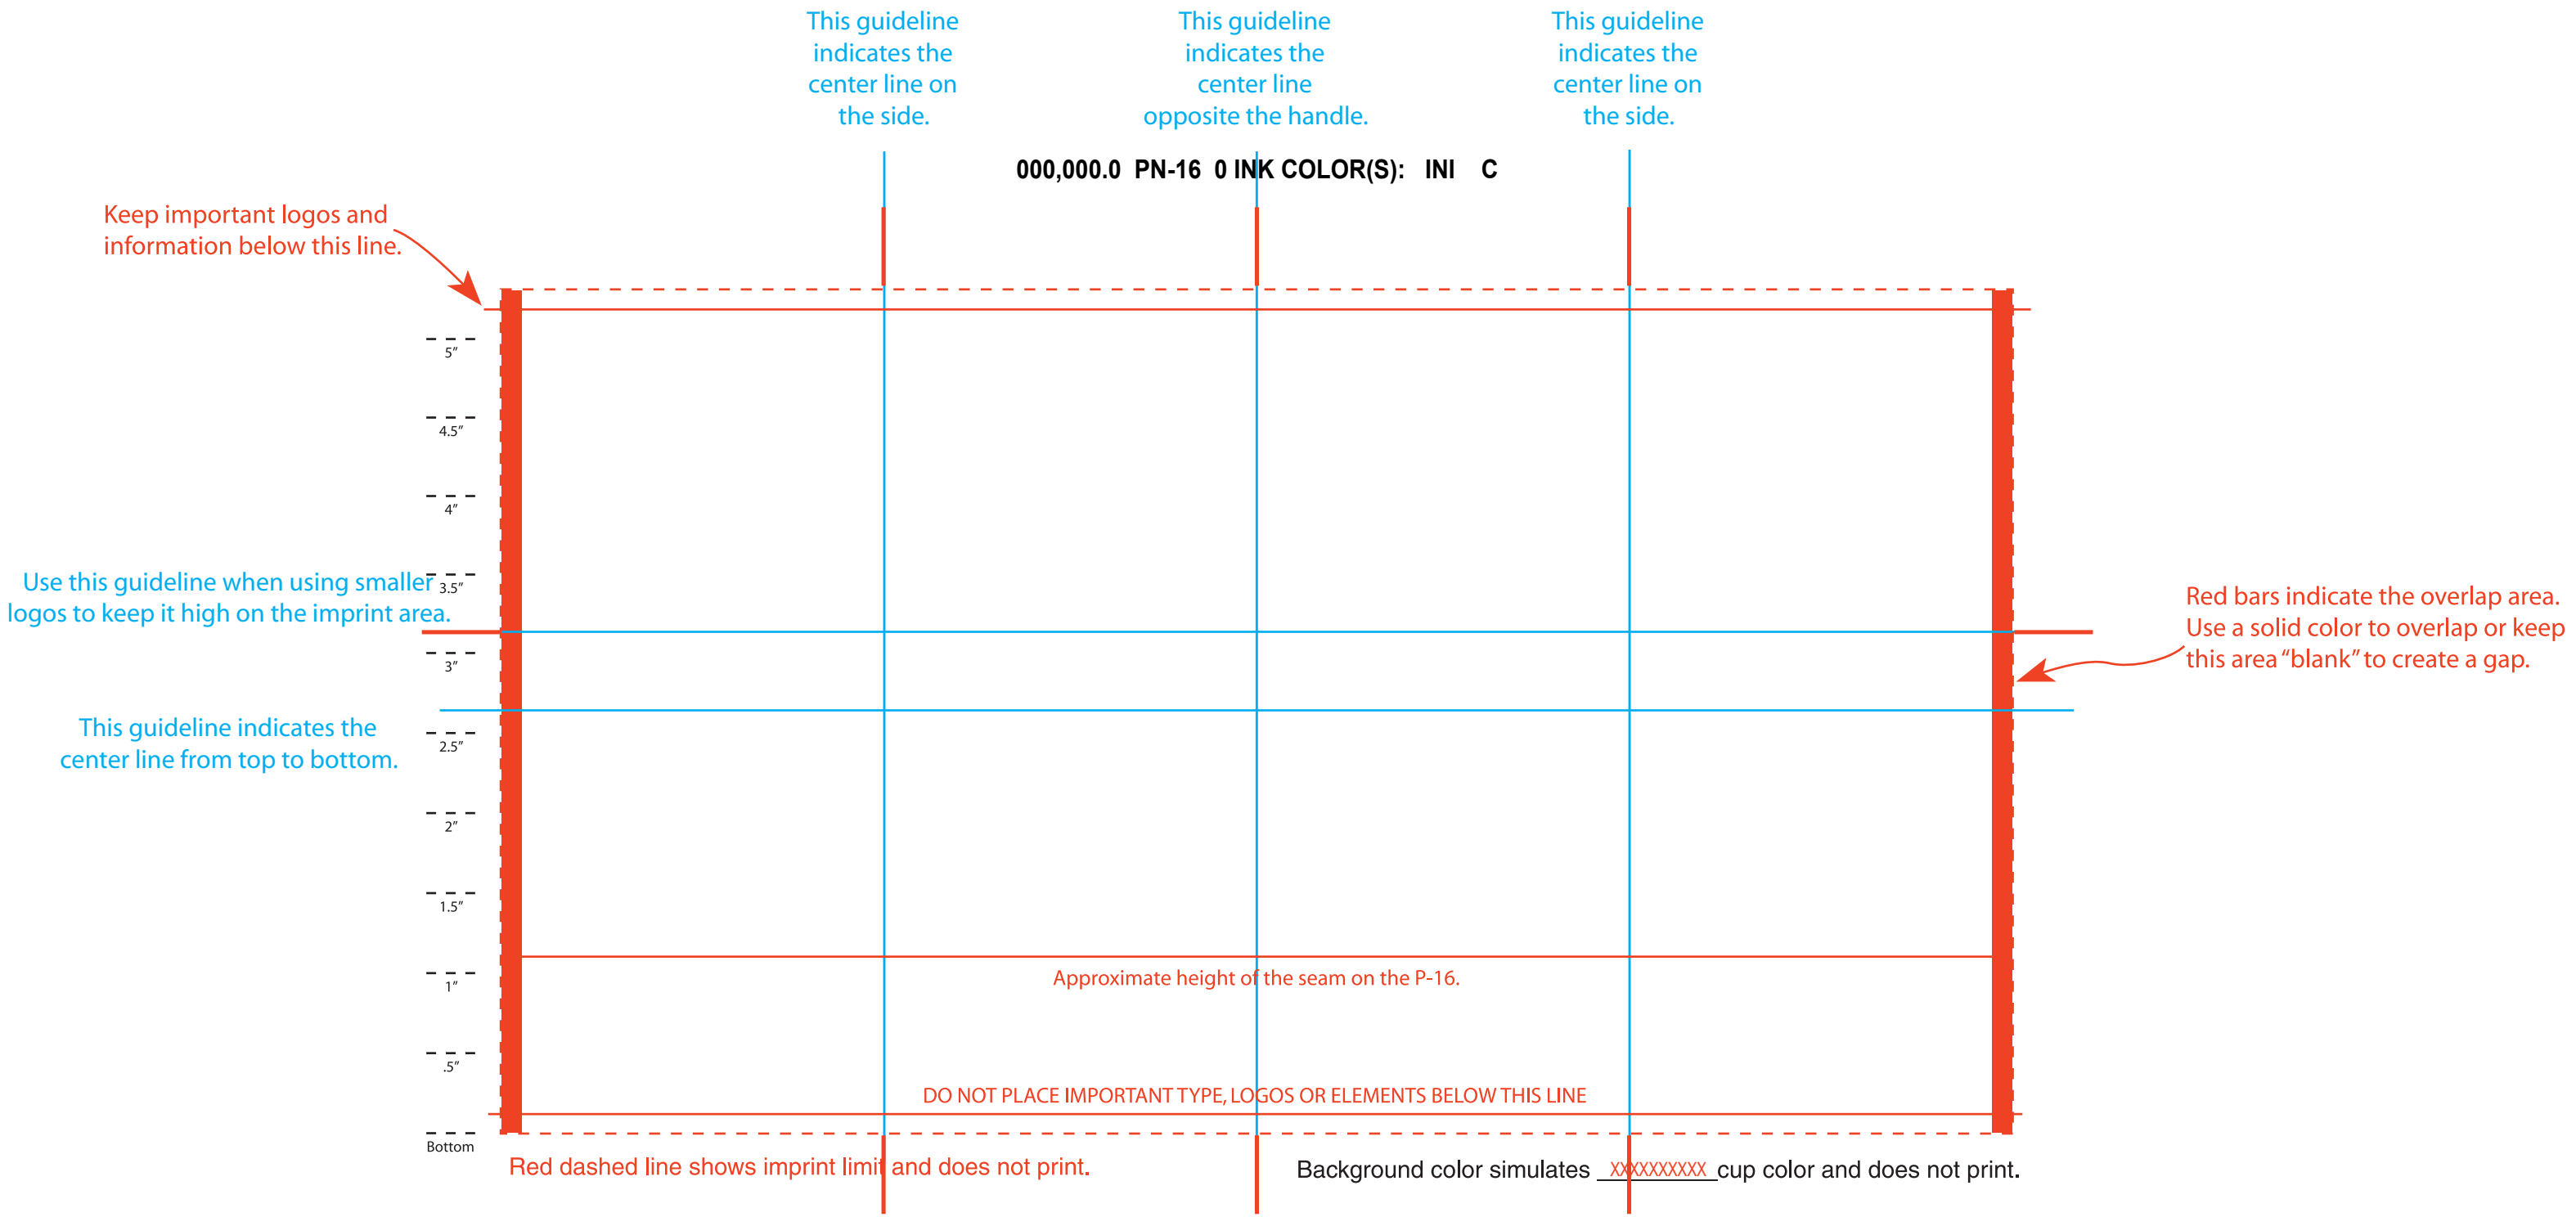 This guideline
indicates the
center line on
the side.
This guideline
indicates the
center line
opposite the handle.
This guideline
indicates the
center line on
the side.
000,000.0 PN-16 0 INK COLOR(S): INI C
Keep important logos and
information below this line.
5”
4.5”
4”
3.5”
Use this guideline when using smaller
logos to keep it high on the imprint area.
Red bars indicate the overlap area.
Use a solid color to overlap or keep
this area “blank” to create a gap.
3”
This guideline indicates the
center line from top to bottom.
2.5”
2”
1.5”
1”
Approximate height of the seam on the P-16.
.5”
DO NOT PLACE IMPORTANT TYPE, LOGOS OR ELEMENTS BELOW THIS LINE
Bottom
Red dashed line shows imprint limit and does not print.
Background color simulates XXXXXXXXXX cup color and does not print.